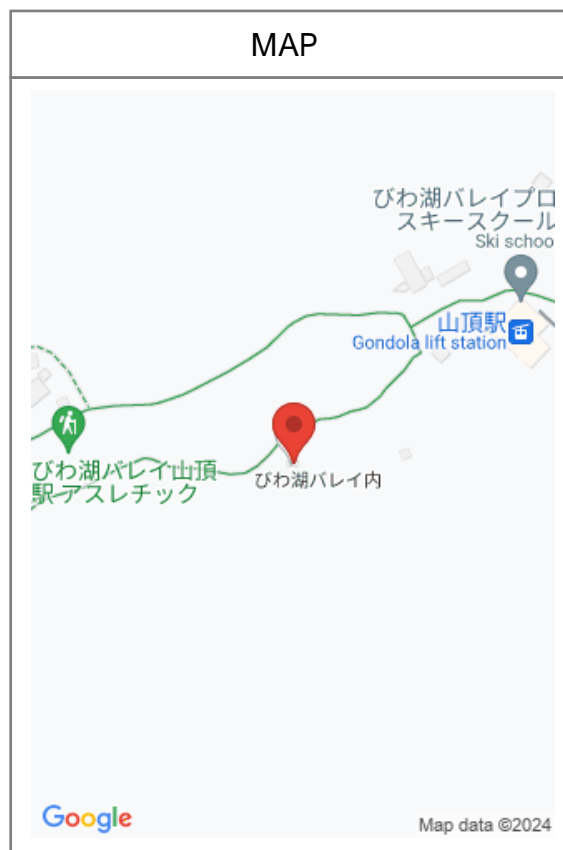 MAP
びわ湖バレイプロ
スキースクール
Ski schoo
山頂駅
Gondola lift station
びわ湖バレイ山頂
駅 アスレチック
びわ湖バレイ内
Google
Map data ©2024